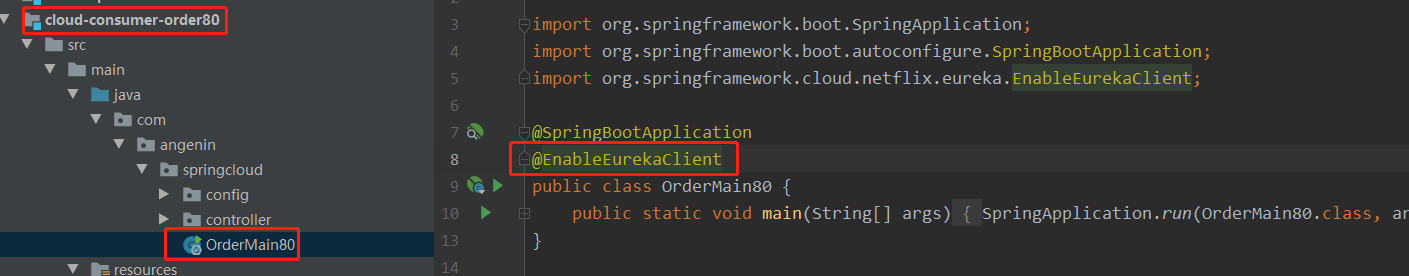 cloud-consumer-order80
src
main
java
com
angenin
springcloud
config
controller
OrderMain80
resources
3 import org.springframework.boot.SpringApplication;
4 import org.springframework.boot.autoconfigure.SpringBootApplication;
5 import org.springframework.cloud.netflix.eureka.EnableEurekaClient;
6
7 @SpringBootApplication
8 @EnableEurekaClient
9 public class OrderMain80 {
10 public static void main(String[] args) { SpringApplication.run(OrderMain80.class, ar
13 }
14